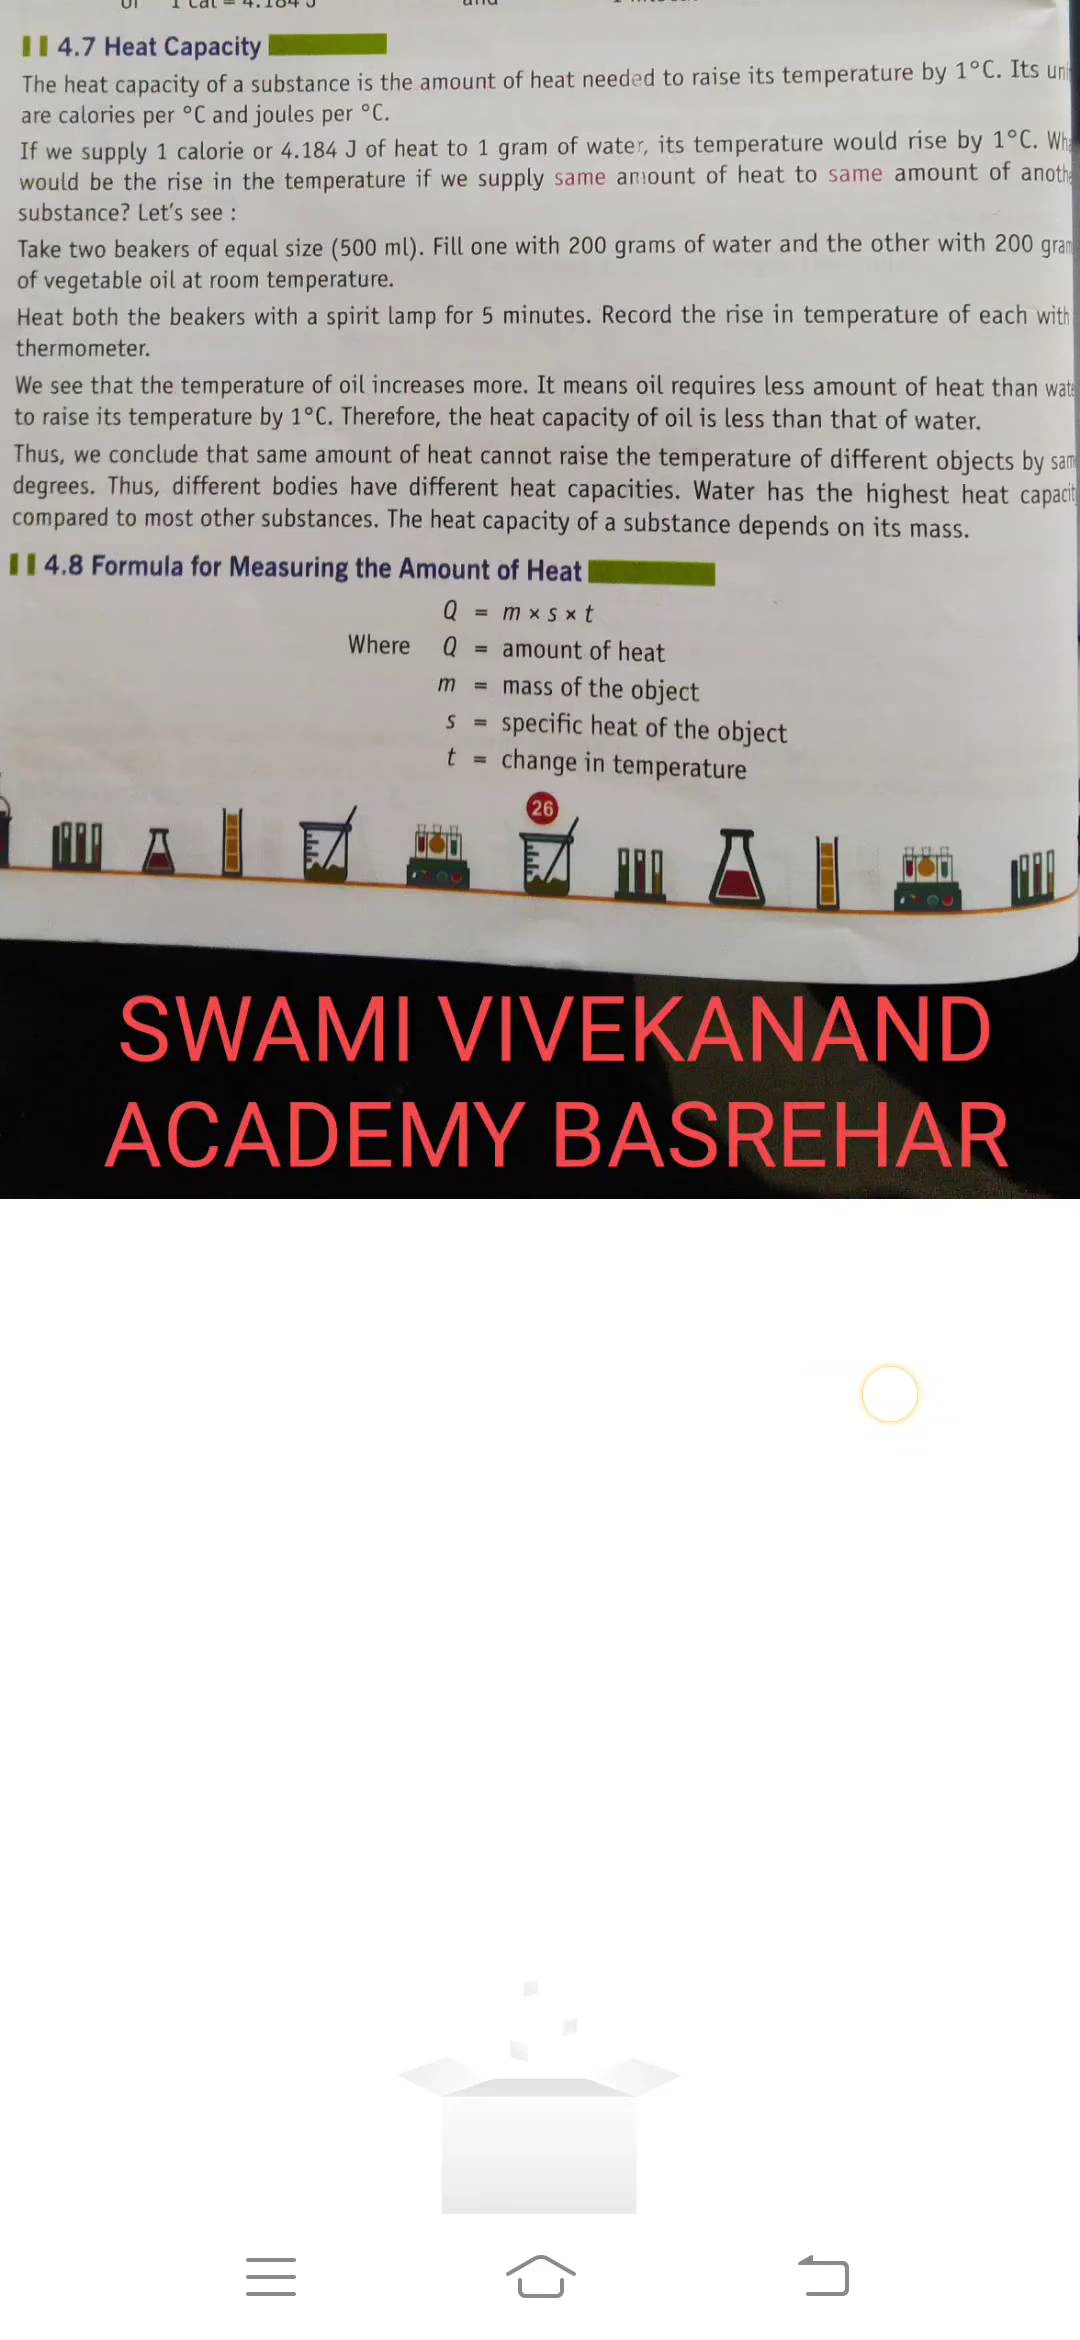 1 cal = 4.184 J
4.7 Heat Capacity
The heat capacity of a substance is the amount of heat needed to raise its temperature by 1°C. Its
are calories per °C and joules per °C.
If we supply 1 calorie or 4.184 J of heat to 1 gram of water, its temperature would rise by 1°C.
would be the rise in the temperature if we supply same amount of heat to same amount of
substance? Let's see :
Take two beakers of equal size (500 ml). Fill one with 200 grams of water and the other with 200
of vegetable oil at room temperature.
Heat both the beakers with a spirit lamp for 5 minutes. Record the rise in temperature of each with
thermometer.
We see that the temperature of oil increases more. It means oil requires less amount of heat than
to raise its temperature by 1°C. Therefore, the heat capacity of oil is less than that of water.
Thus, we conclude that same amount of heat cannot raise the temperature of different objects by
degrees. Thus, different bodies have different heat capacities. Water has the highest heat
compared to most other substances. The heat capacity of a substance depends on its mass.
4.8 Formula for Measuring the Amount of Heat
Q = m × s × t
Where Q = amount of heat
m = mass of the object
s = specific heat of the object
t = change in temperature
26
SWAMI VIVEKANAND
ACADEMY BASREHAR